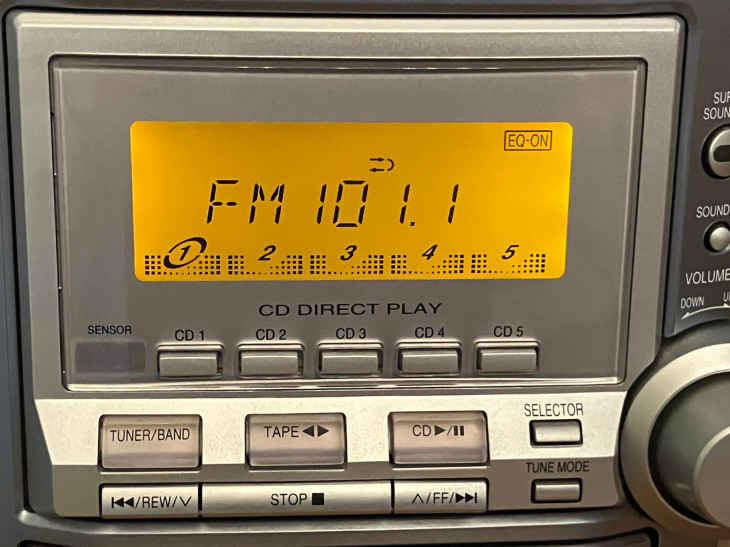 EQ-ON
FM 101.1
1 2 3 4 5
CD DIRECT PLAY
SENSOR CD 1 CD 2 CD 3 CD 4 CD 5
TUNER/BAND TAPE ◀▶ CD ▶/❚❚
SELECTOR
TUNE MODE
⏮/REW/∨ STOP ■ ∧/FF/⏭
SOUND
VOLUME
DOWN